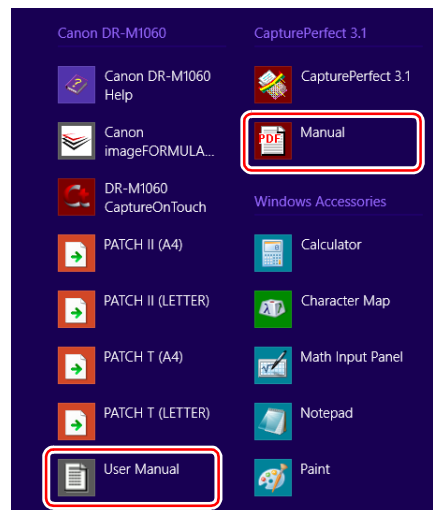 Canon DR-M1060
Canon DR-M1060
Help
Canon
imageFORMULA...
DR-M1060
CaptureOnTouch
PATCH II (A4)
PATCH II (LETTER)
PATCH T (A4)
PATCH T (LETTER)
User Manual
CapturePerfect 3.1
CapturePerfect 3.1
PDF
Manual
Windows Accessories
Calculator
Character Map
Math Input Panel
Notepad
Paint